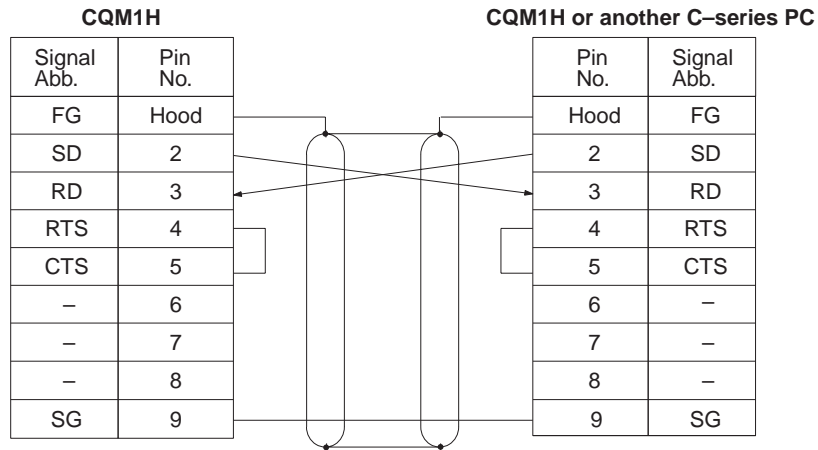 CQM1H CQM1H or another C–series PC
Signal Abb. Pin No. Pin No. Signal Abb.
FG Hood Hood FG
SD 2 2 SD
RD 3 3 RD
RTS 4 4 RTS
CTS 5 5 CTS
– 6 6 –
– 7 7 –
– 8 8 –
SG 9 9 SG